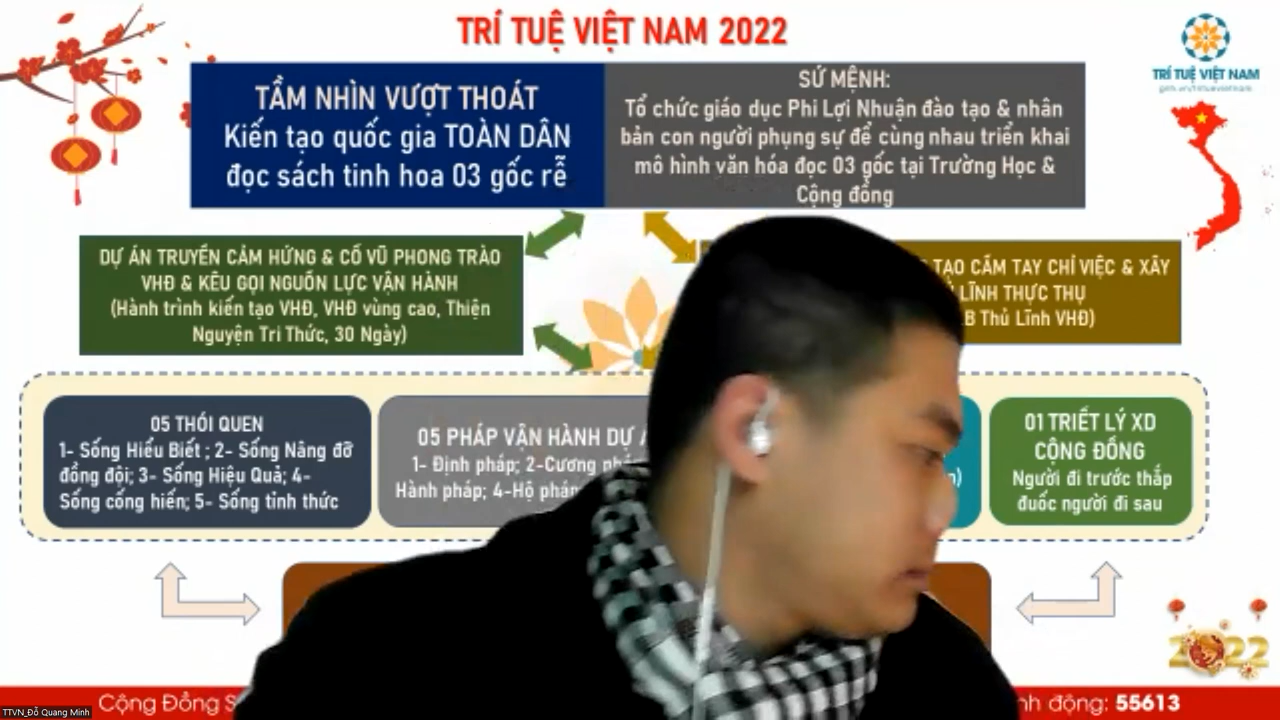 TRÍ TUỆ VIỆT NAM 2022
TẦM NHÌN VƯỢT THOÁT
Kiến tạo quốc gia TOÀN DÂN
đọc sách tinh hoa 03 gốc rễ
SỨ MỆNH:
Tổ chức giáo dục Phi Lợi Nhuận đào tạo & nhân
bản con người phụng sự để cùng nhau triển khai
mô hình văn hóa đọc 03 gốc tại Trường Học &
Cộng đồng
TRÍ TUỆ VIỆT NAM
DỰ ÁN TRUYỀN CẢM HỨNG & CỔ VŨ PHONG TRÀO
VHĐ & KÊU GỌI NGUỒN LỰC VẬN HÀNH
(Hành trình kiến tạo VHĐ, VHĐ vùng cao, Thiện
Nguyện Tri Thức, 30 Ngày)
TẠO CẦM TAY CHỈ VIỆC & XÂY
LĨNH THỰC THỤ
B Thủ Lĩnh VHĐ)
05 THÓI QUEN
1- Sống Hiểu Biết ; 2- Sống Nâng đỡ
đồng đội; 3- Sống Hiệu Quả; 4-
Sống cống hiến; 5- Sống tỉnh thức
05 PHÁP VẬN HÀNH DỰ
1- Định pháp; 2-Cương
Hành pháp; 4-Hộ
01 TRIẾT LÝ XD
CỘNG ĐỒNG
Người đi trước thắp
đuốc người đi sau
2022
Cộng Đồng
động: 55613
TTVN_Đỗ Quang Minh